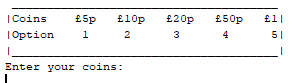 |Coins £5p £10p £20p £50p £1|
|Option 1 2 3 4 5|
Enter your coins: